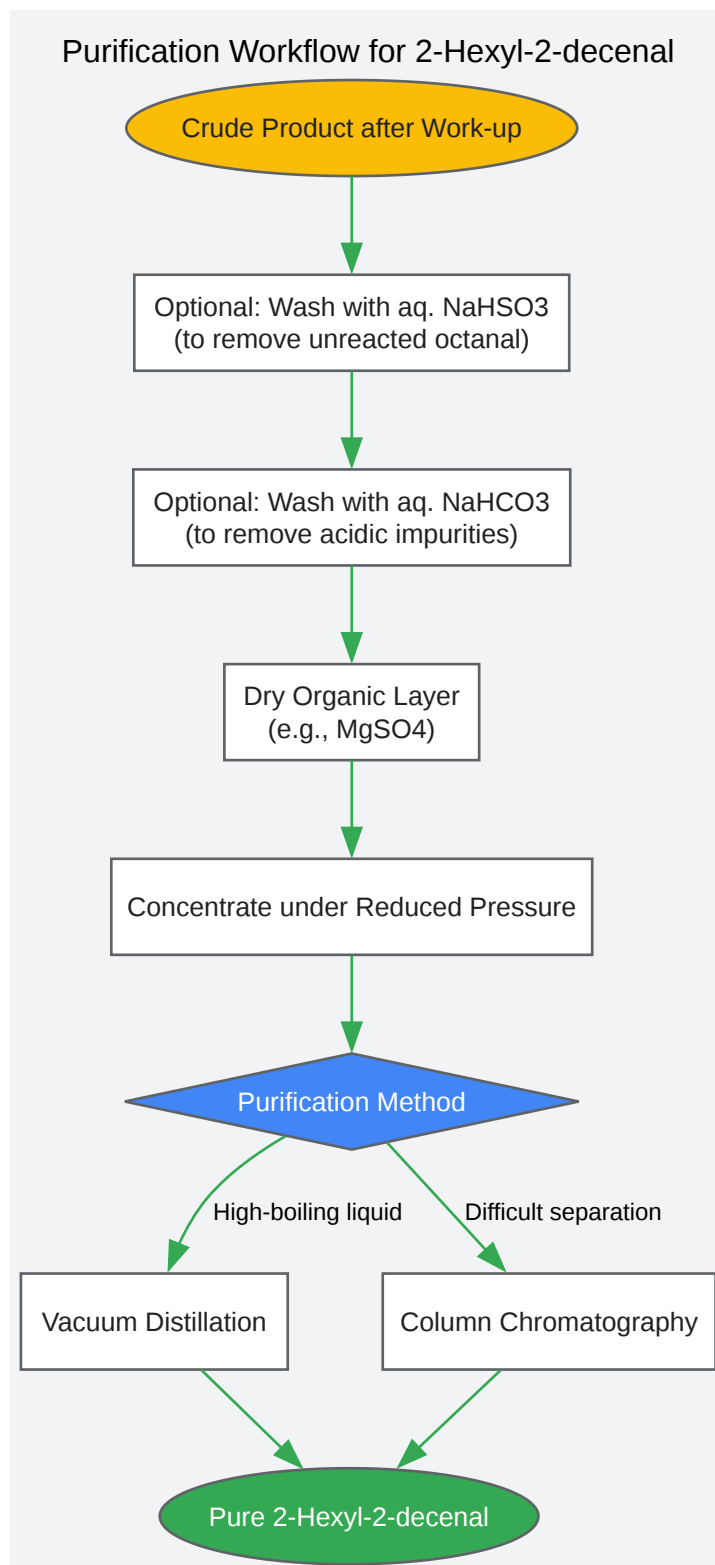 Purification Workflow for 2-Hexyl-2-decenal
Crude Product after Work-up
Optional: Wash with aq. NaHSO3
(to remove unreacted octanal)
Optional: Wash with aq. NaHCO3
(to remove acidic impurities)
Dry Organic Layer
(e.g., MgSO4)
Concentrate under Reduced Pressure
Purification Method
High-boiling liquid
Difficult separation
Vacuum Distillation
Column Chromatography
Pure 2-Hexyl-2-decenal